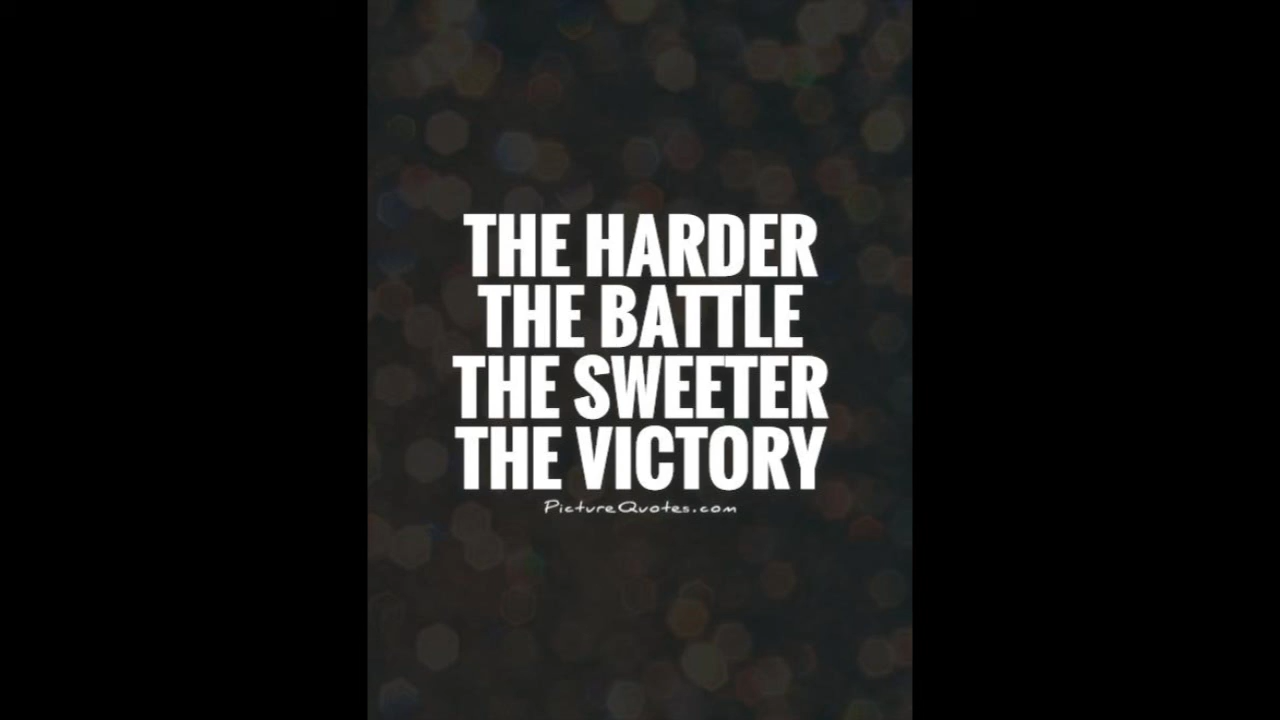 THE HARDER
THE BATTLE
THE SWEETER
THE VICTORY
PictureQuotes.com